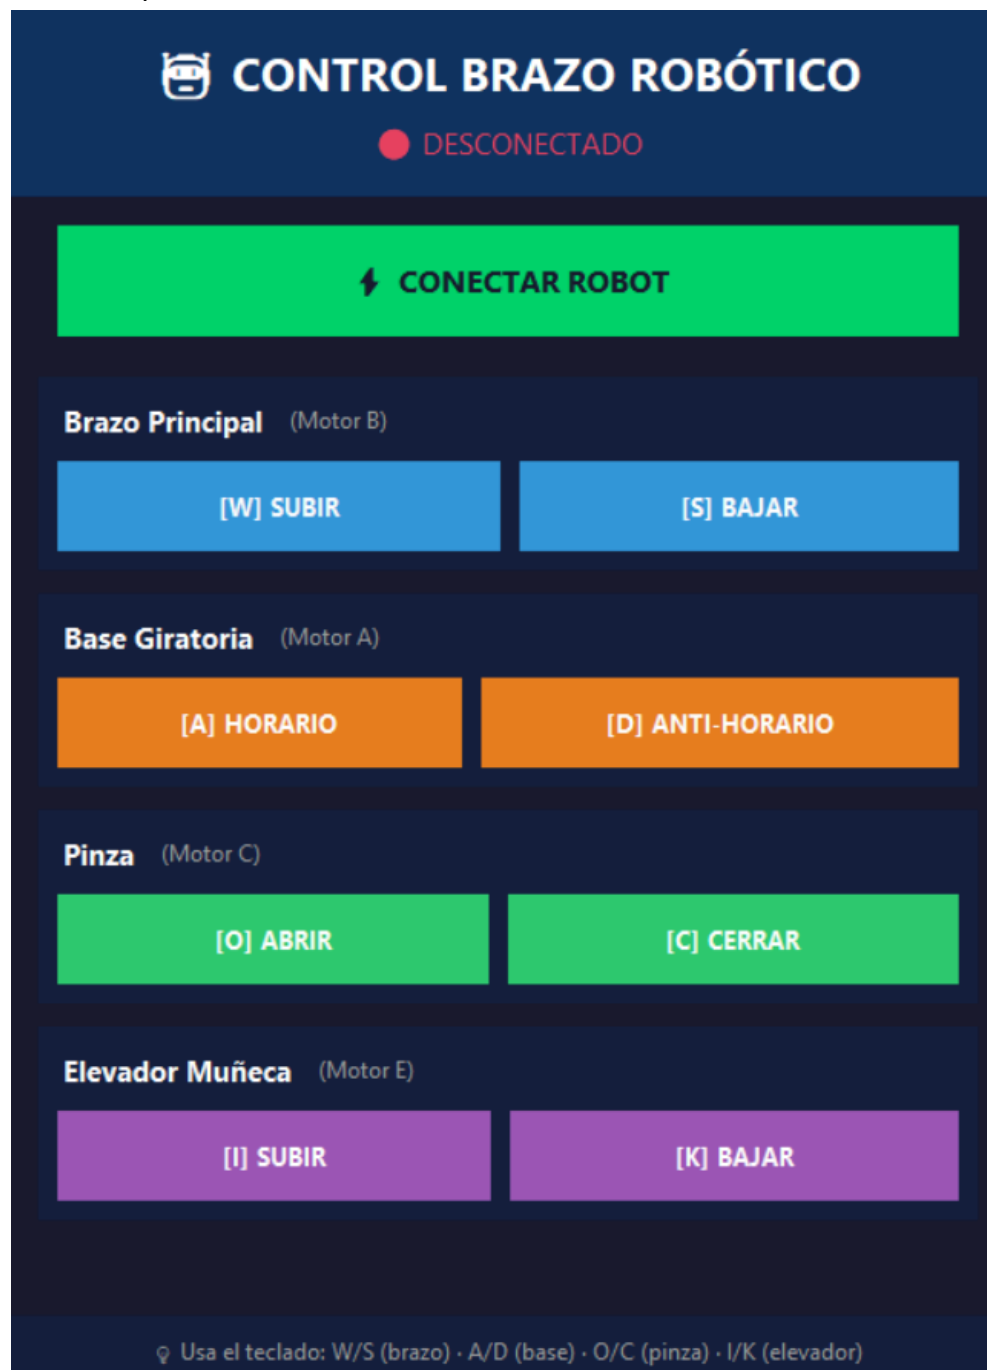 CONTROL BRAZO ROBÓTICO
DESCONECTADO
CONECTAR ROBOT
Brazo Principal (Motor B)
[W] SUBIR [S] BAJAR
Base Giratoria (Motor A)
[A] HORARIO [D] ANTI-HORARIO
Pinza (Motor C)
[O] ABRIR [C] CERRAR
Elevador Muñeca (Motor E)
[I] SUBIR [K] BAJAR
Usa el teclado: W/S (brazo) · A/D (base) · O/C (pinza) · I/K (elevador)